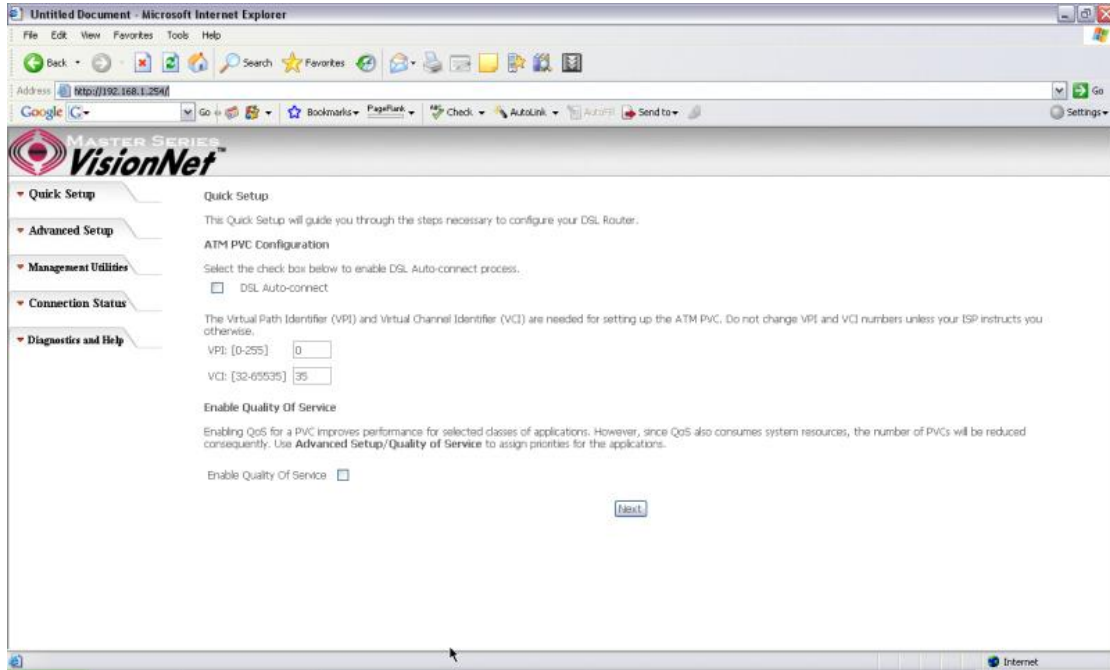 Untitled Document - Microsoft Internet Explorer
File Edit View Favorites Tools Help
Back Search Favorites
Address http://192.168.1.254/ Go
Google G Go Bookmarks PageRank Check AutoLink AutoFill Send to Settings
MASTER SERIES
VisionNet™
Quick Setup
Advanced Setup
Management Utilities
Connection Status
Diagnostics and Help
Quick Setup
This Quick Setup will guide you through the steps necessary to configure your DSL Router.
ATM PVC Configuration
Select the check box below to enable DSL Auto-connect process.
DSL Auto-connect
The Virtual Path Identifier (VPI) and Virtual Channel Identifier (VCI) are needed for setting up the ATM PVC. Do not change VPI and VCI numbers unless your ISP instructs you
otherwise.
VPI: [0-255] 0
VCI: [32-65535] 35
Enable Quality Of Service
Enabling QoS for a PVC improves performance for selected classes of applications. However, since QoS also consumes system resources, the number of PVCs will be reduced
consequently. Use Advanced Setup/Quality of Service to assign priorities for the applications.
Enable Quality Of Service
Next
Internet